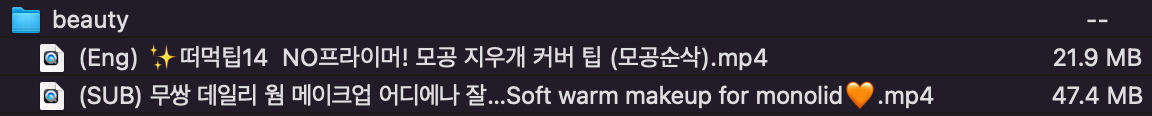 beauty --
(Eng) ✨떠먹팁14 NO프라이머! 모공 지우개 커버 팁 (모공순삭).mp4 21.9 MB
(SUB) 무쌍 데일리 웜 메이크업 어디에나 잘...Soft warm makeup for monolid🧡.mp4 47.4 MB